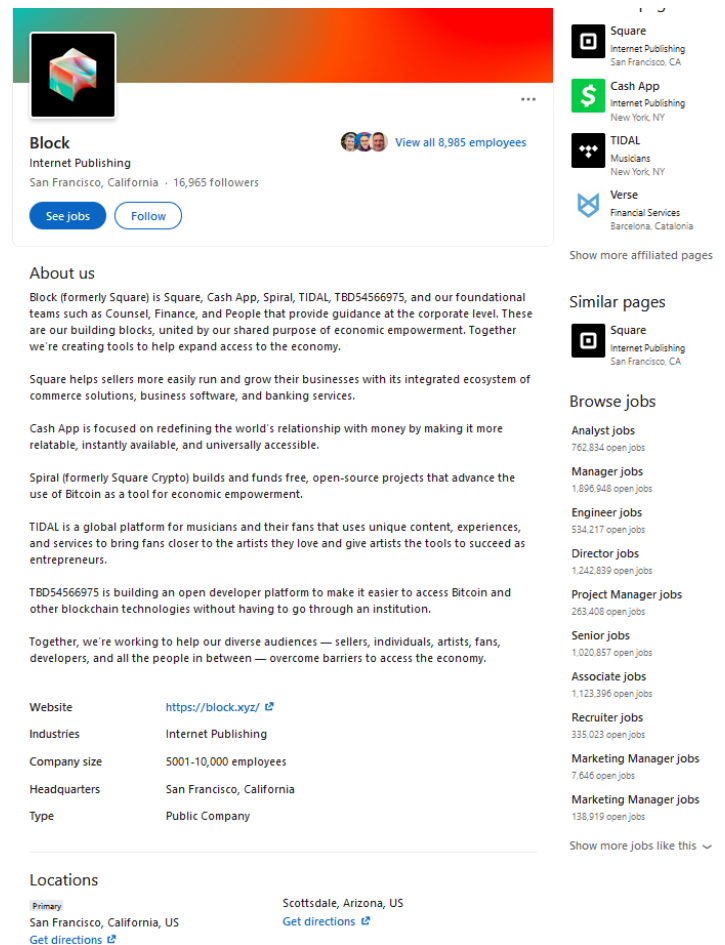 Block
Internet Publishing
San Francisco, California · 16,965 followers
View all 8,985 employees
See jobs
Follow
About us
Block (formerly Square) is Square, Cash App, Spiral, TIDAL, TBD54566975, and our foundational
teams such as Counsel, Finance, and People that provide guidance at the corporate level. These
are our building blocks, united by our shared purpose of economic empowerment. Together
we're creating tools to help expand access to the economy.
Square helps sellers more easily run and grow their businesses with its integrated ecosystem of
commerce solutions, business software, and banking services.
Cash App is focused on redefining the world's relationship with money by making it more
relatable, instantly available, and universally accessible.
Spiral (formerly Square Crypto) builds and funds free, open-source projects that advance the
use of Bitcoin as a tool for economic empowerment.
TIDAL is a global platform for musicians and their fans that uses unique content, experiences,
and services to bring fans closer to the artists they love and give artists the tools to succeed as
entrepreneurs.
TBD54566975 is building an open developer platform to make it easier to access Bitcoin and
other blockchain technologies without having to go through an institution.
Together, we're working to help our diverse audiences — sellers, individuals, artists, fans,
developers, and all the people in between — overcome barriers to access the economy.
Website https://block.xyz/
Industries Internet Publishing
Company size 5001-10,000 employees
Headquarters San Francisco, California
Type Public Company
Locations
Primary
San Francisco, California, US
Get directions
Scottsdale, Arizona, US
Get directions
Square
Internet Publishing
San Francisco, CA
Cash App
Internet Publishing
New York, NY
TIDAL
Musicians
New York, NY
Verse
Financial Services
Barcelona, Catalonia
Show more affiliated pages
Similar pages
Square
Internet Publishing
San Francisco, CA
Browse jobs
Analyst jobs
762,834 open jobs
Manager jobs
1,896,948 open jobs
Engineer jobs
534,217 open jobs
Director jobs
1,242,839 open jobs
Project Manager jobs
263,408 open jobs
Senior jobs
1,020,857 open jobs
Associate jobs
1,123,396 open jobs
Recruiter jobs
335,023 open jobs
Marketing Manager jobs
7,646 open jobs
Marketing Manager jobs
138,919 open jobs
Show more jobs like this